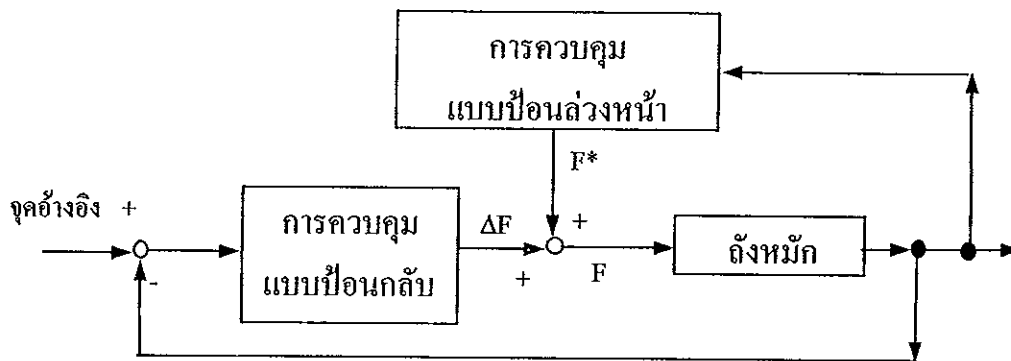 การควบคุม
แบบป้อนล่วงหน้า
F*
จุดอ้างอิง +
การควบคุม
แบบป้อนกลับ
ΔF
+
+
F
ถังหมัก
-